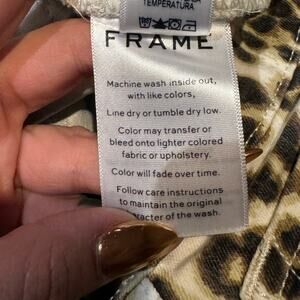 TEMPERATURA
FRAME
Machine wash inside out,
with like colors,
Line dry or tumble dry low.
Color may transfer or
bleed onto lighter colored
fabric or upholstery.
Color will fade over time.
Follow care instructions
to maintain the original
of the wash.